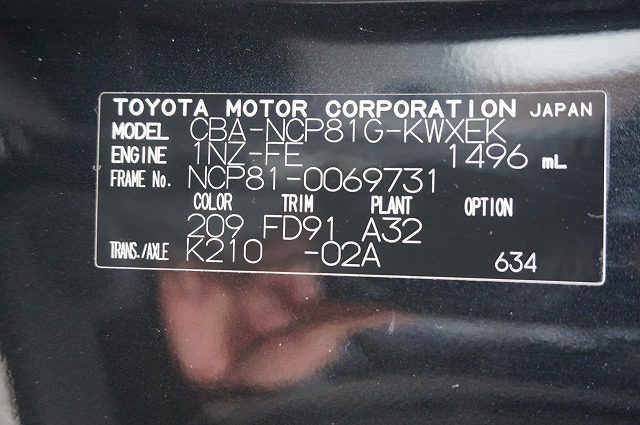 TOYOTA MOTOR CORPORATION JAPAN
MODEL CBA-NCP81G-KWXEK
ENGINE 1NZ-FE 1496 mL
FRAME No. NCP81-0069731
COLOR TRIM PLANT OPTION
209 FD91 A32
TRANS./AXLE K210 -02A 634